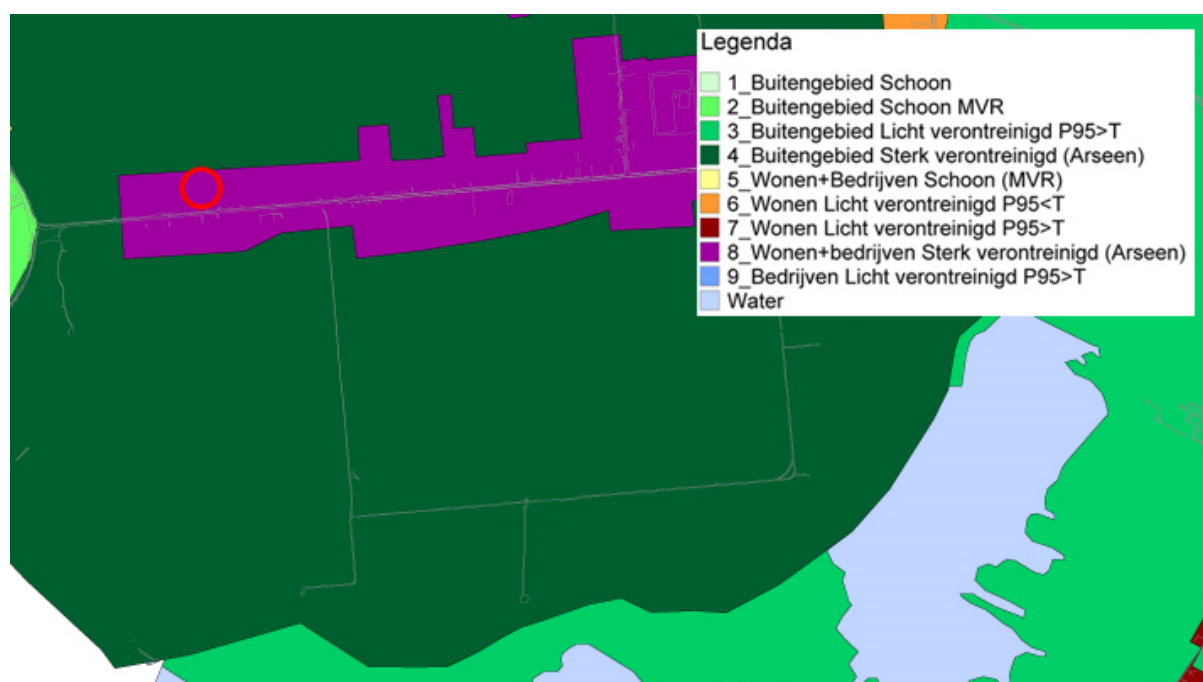 Legenda
1_Buitengebied Schoon
2_Buitengebied Schoon MVR
3_Buitengebied Licht verontreinigd P95>T
4_Buitengebied Sterk verontreinigd (Arseen)
5_Wonen+Bedrijven Schoon (MVR)
6_Wonen Licht verontreinigd P95<T
7_Wonen Licht verontreinigd P95>T
8_Wonen+bedrijven Sterk verontreinigd (Arseen)
9_Bedrijven Licht verontreinigd P95>T
Water